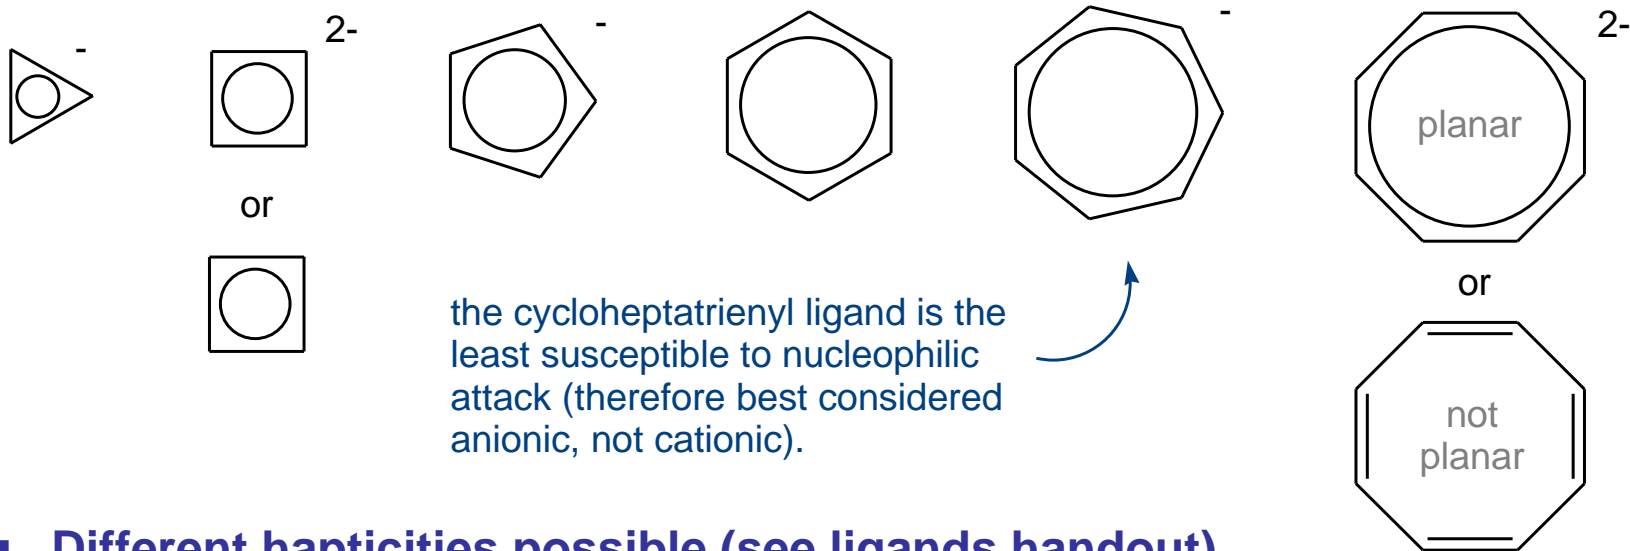 -
2-
-
-
2-
planar
or
or
the cycloheptatrienyl ligand is the
least susceptible to nucleophilic
attack (therefore best considered
anionic, not cationic).
not
planar
Different hapticities possible (see ligands handout)